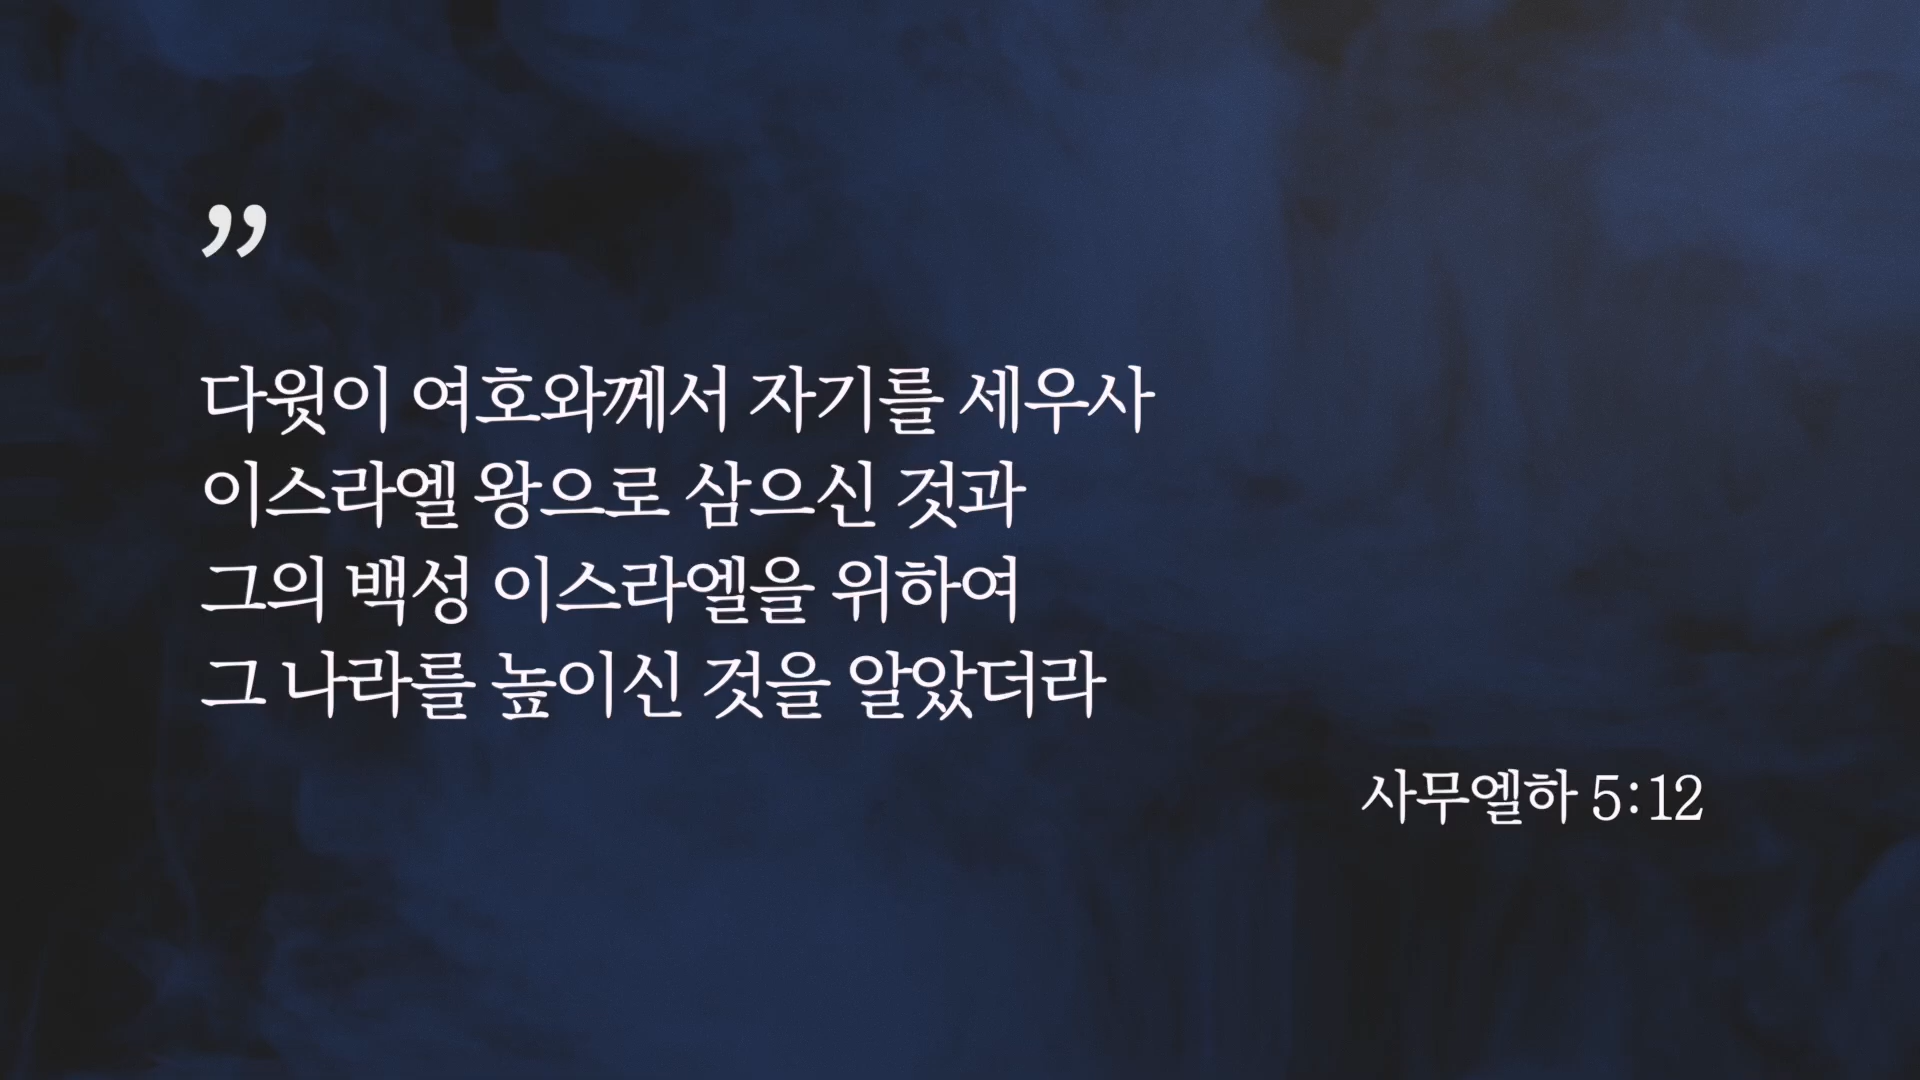 ”
다윗이 여호와께서 자기를 세우사
이스라엘 왕으로 삼으신 것과
그의 백성 이스라엘을 위하여
그 나라를 높이신 것을 알았더라
사무엘하 5:12